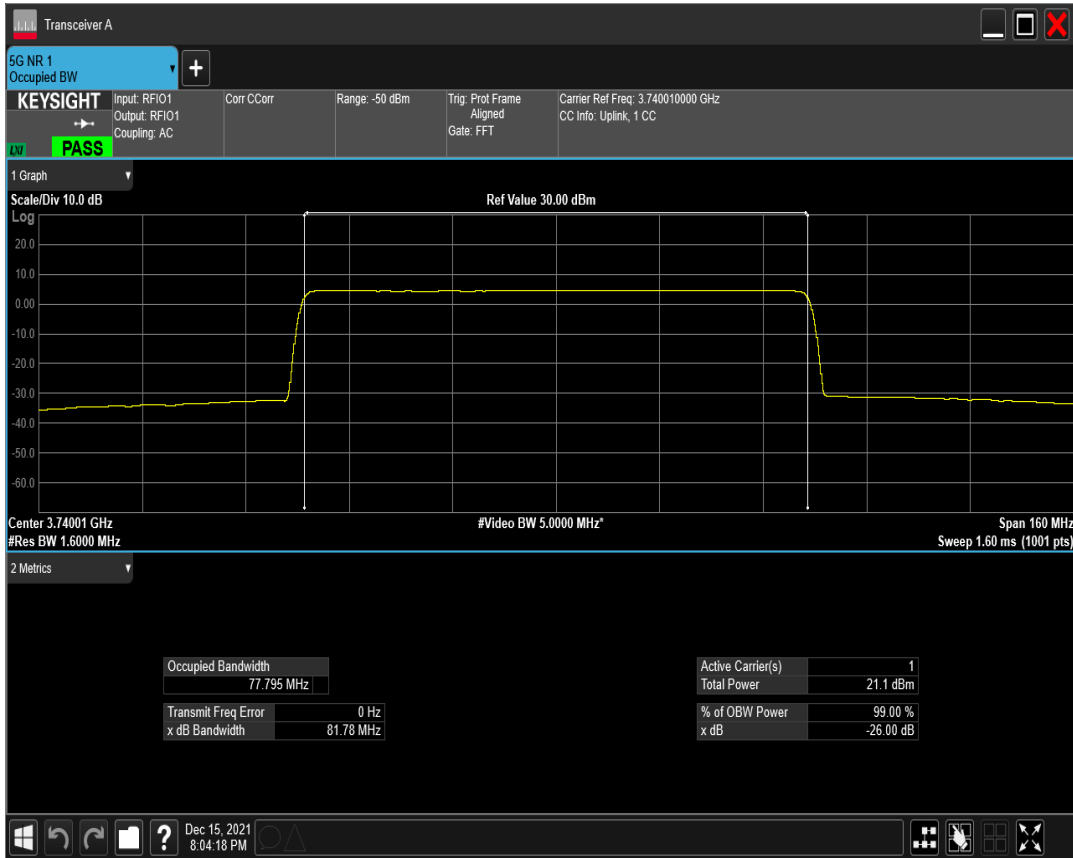 Transceiver A
5G NR 1
Occupied BW
KEYSIGHT
LXI
PASS
Input: RFIO1
Output: RFIO1
Coupling: AC
Corr CCorr
Range: -50 dBm
Trig: Prot Frame
Aligned
Gate: FFT
Carrier Ref Freq: 3.740010000 GHz
CC Info: Uplink, 1 CC
1 Graph
Scale/Div 10.0 dB
Ref Value 30.00 dBm
Log
20.0
10.0
0.00
-10.0
-20.0
-30.0
-40.0
-50.0
-60.0
Center 3.74001 GHz
#Video BW 5.0000 MHz*
Span 160 MHz
#Res BW 1.6000 MHz
Sweep 1.60 ms (1001 pts)
2 Metrics
Occupied Bandwidth
77.795 MHz
Transmit Freq Error 0 Hz
x dB Bandwidth 81.78 MHz
Active Carrier(s) 1
Total Power 21.1 dBm
% of OBW Power 99.00 %
x dB -26.00 dB
Dec 15, 2021
8:04:18 PM